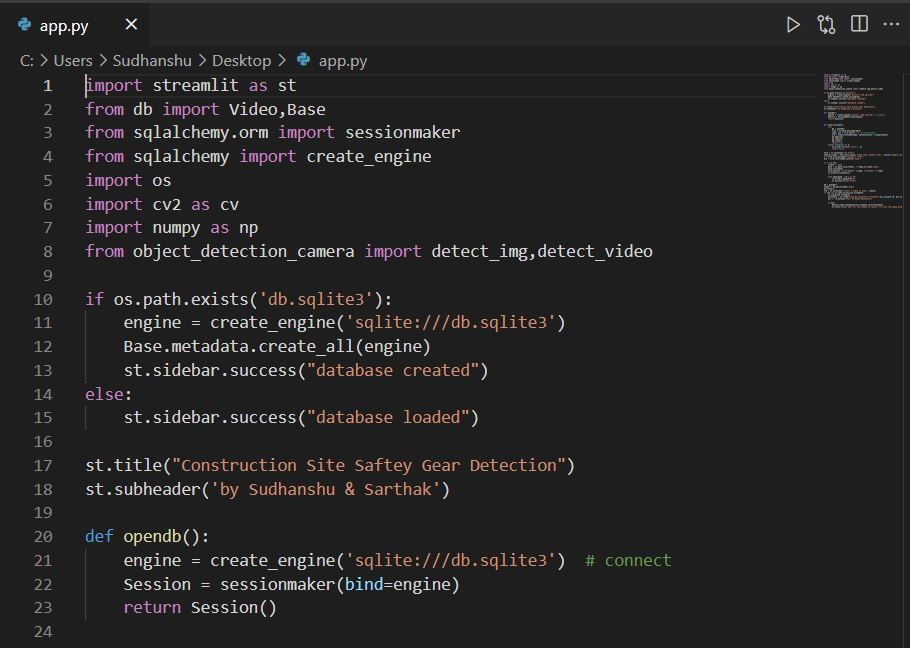 app.py
C: > Users > Sudhanshu > Desktop > app.py
1 import streamlit as st
2 from db import Video,Base
3 from sqlalchemy.orm import sessionmaker
4 from sqlalchemy import create_engine
5 import os
6 import cv2 as cv
7 import numpy as np
8 from object_detection_camera import detect_img,detect_video
9
10 if os.path.exists('db.sqlite3'):
11     engine = create_engine('sqlite:///db.sqlite3')
12     Base.metadata.create_all(engine)
13     st.sidebar.success("database created")
14 else:
15     st.sidebar.success("database loaded")
16
17 st.title("Construction Site Saftey Gear Detection")
18 st.subheader('by Sudhanshu & Sarthak')
19
20 def opendb():
21     engine = create_engine('sqlite:///db.sqlite3')  # connect
22     Session = sessionmaker(bind=engine)
23     return Session()
24